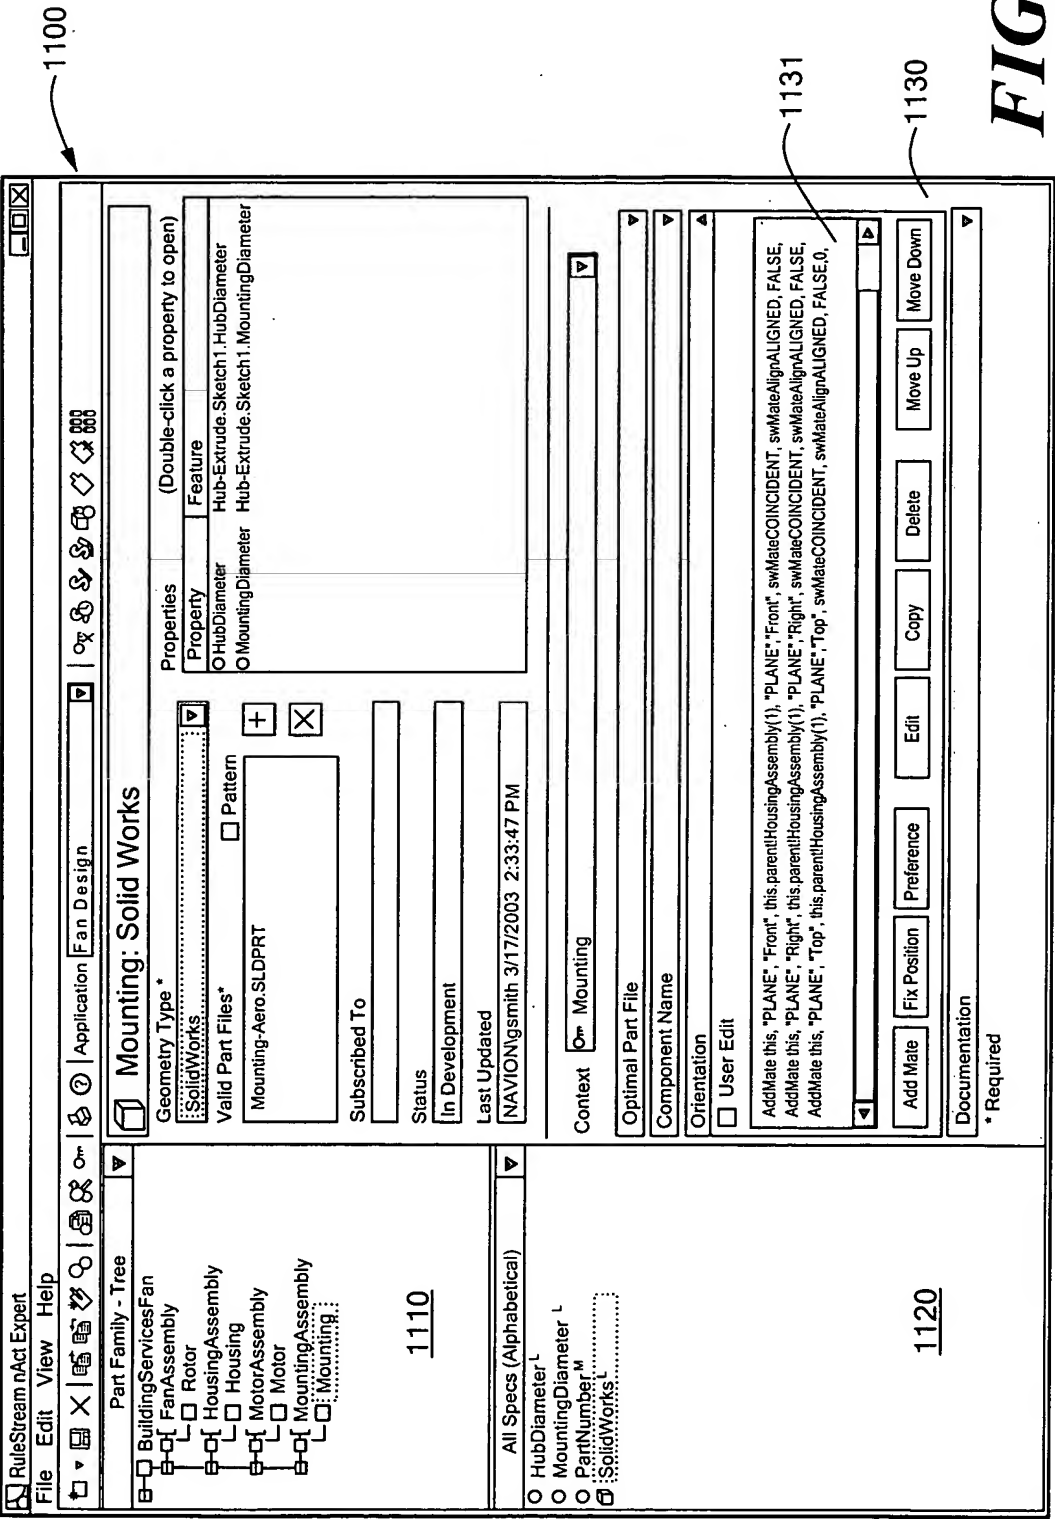 RuleStream nAct Expert
File Edit View Help
Application Fan Design
1100
Part Family - Tree
BuildingServicesFan
FanAssembly
Rotor
HousingAssembly
Housing
MotorAssembly
Motor
MountingAssembly
Mounting
1110
All Specs (Alphabetical)
HubDiameter L
MountingDiameter L
PartNumber M
SolidWorks L
1120
Mounting: Solid Works
Geometry Type *
SolidWorks
Valid Part Files*
Pattern
Mounting-Aero.SLDPRT
Subscribed To
Status
In Development
Last Updated
NAVION\gsmith 3/17/2003 2:33:47 PM
Properties (Double-click a property to open)
Property Feature
HubDiameter Hub-Extrude.Sketch1.HubDiameter
MountingDiameter Hub-Extrude.Sketch1.MountingDiameter
Context Mounting
Optimal Part File
Component Name
Orientation
User Edit
AddMate this, "PLANE", "Front", this.parent!HousingAssembly(1), "PLANE","Front", swMateCOINCIDENT, swMateAlignALIGNED, FALSE,
AddMate this, "PLANE", "Right", this.parent!HousingAssembly(1), "PLANE","Right", swMateCOINCIDENT, swMateAlignALIGNED, FALSE,
AddMate this, "PLANE", "Top", this.parent!HousingAssembly(1), "PLANE","Top", swMateCOINCIDENT, swMateAlignALIGNED, FALSE.0,
1131
Add Mate Fix Position Preference Edit Copy Delete Move Up Move Down
1130
Documentation
* Required
FIG